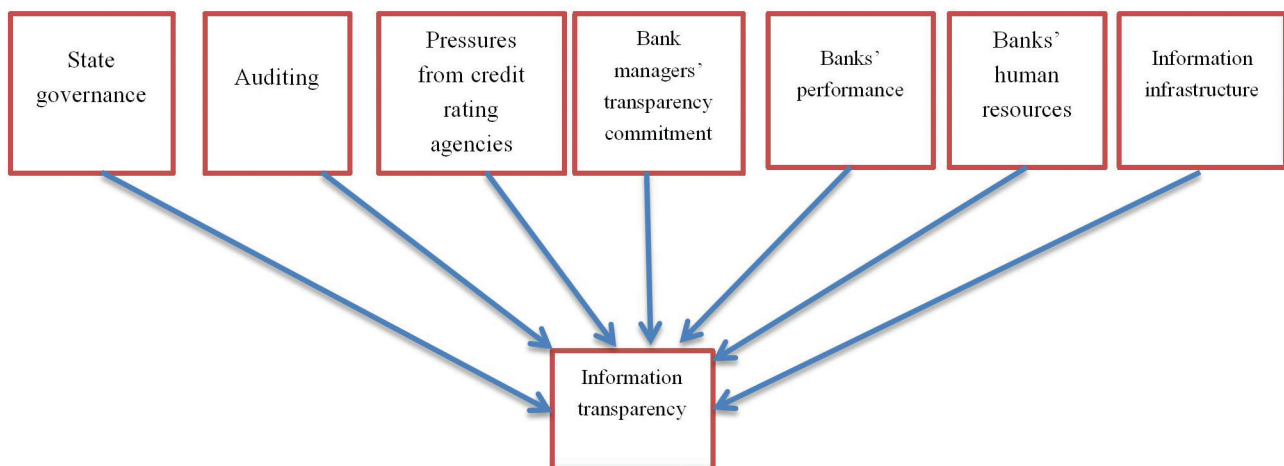 State
governance
Auditing
Pressures
from credit
rating
agencies
Bank
managers’
transparency
commitment
Banks’
performance
Banks’
human
resources
Information
infrastructure
Information
transparency